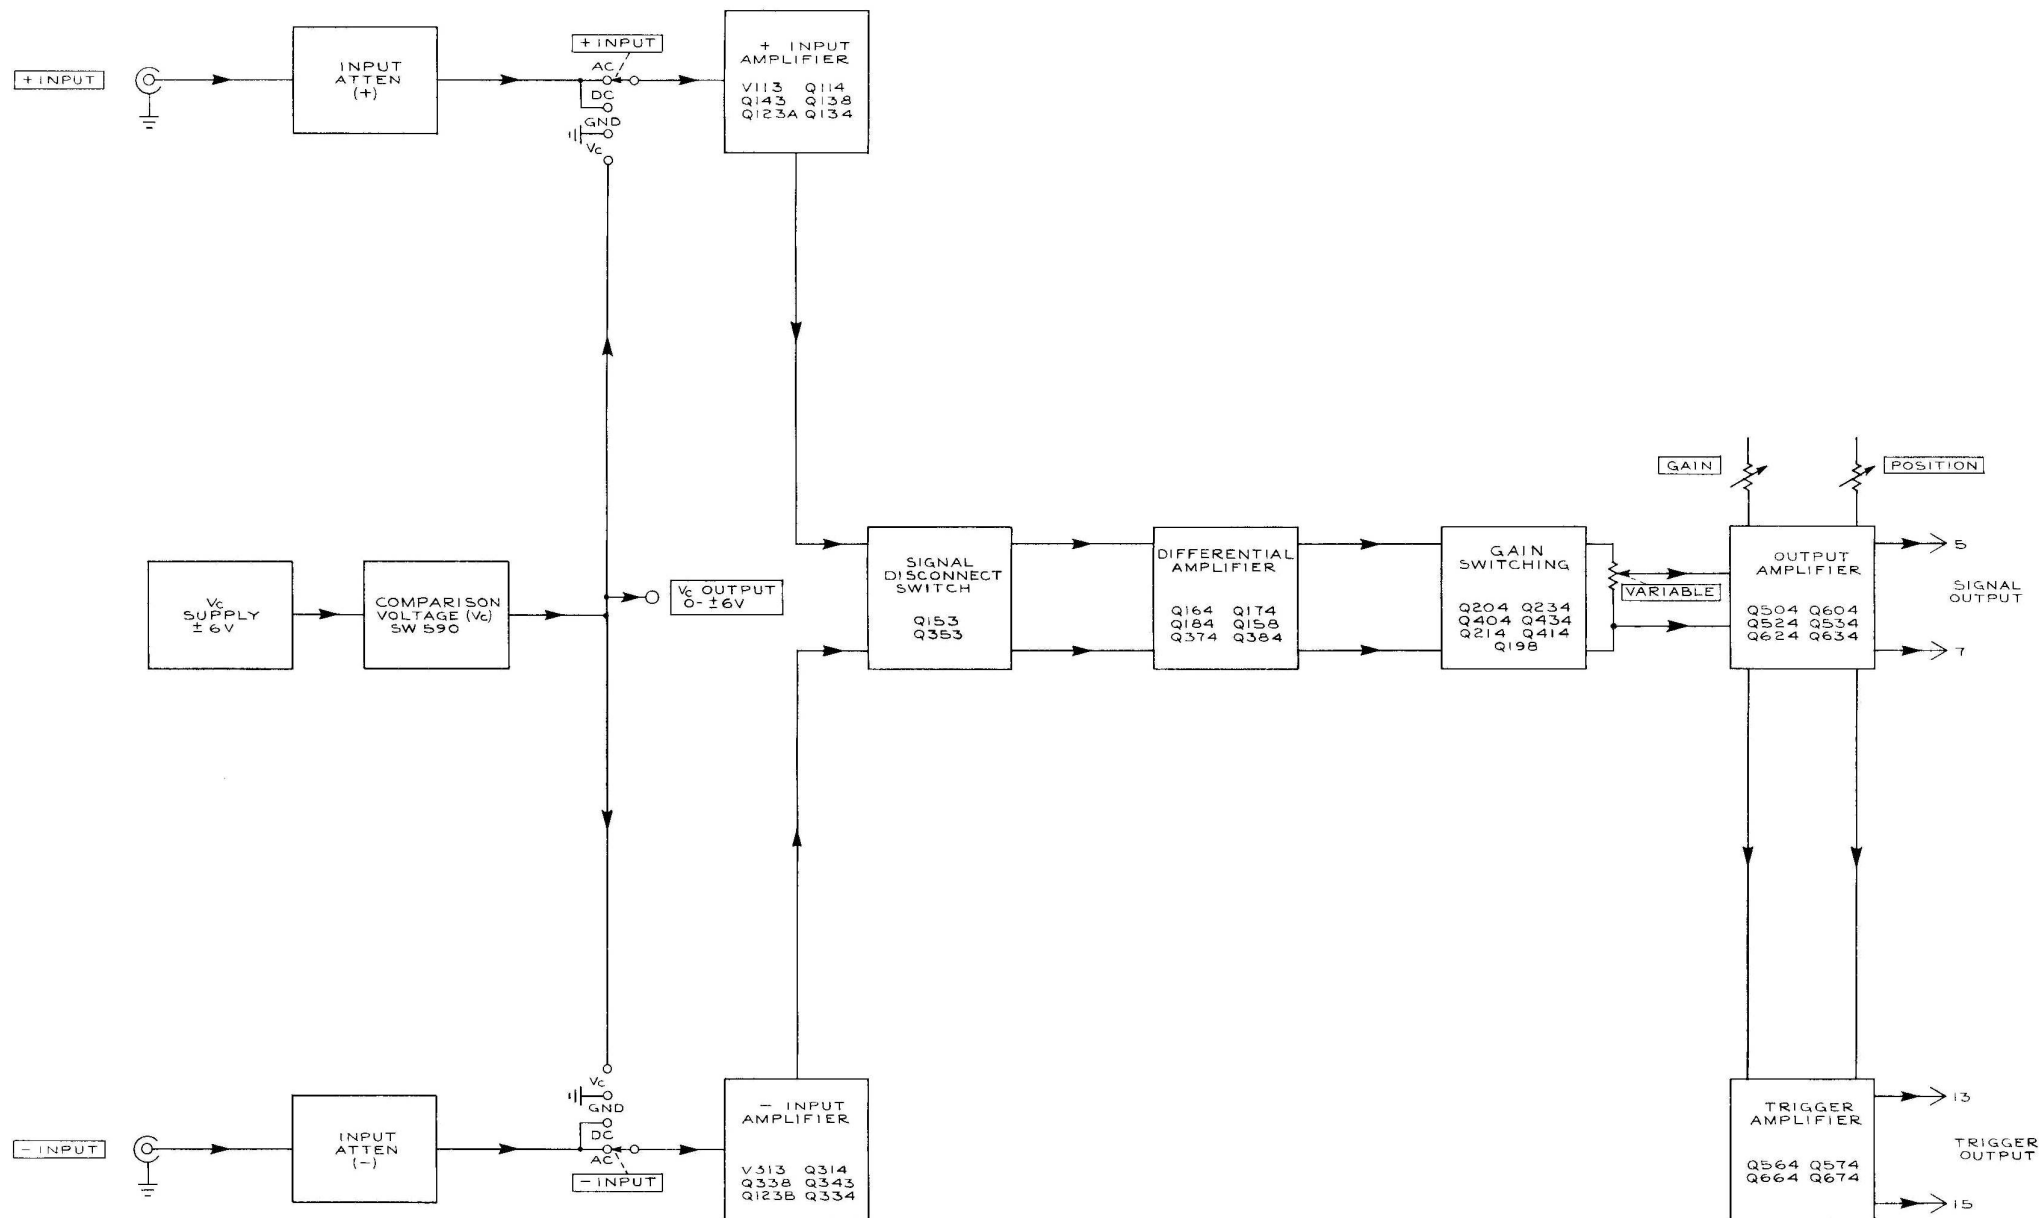 + INPUT
INPUT
ATTEN
(+)
+ INPUT
AC
DC
GND
Vc
+ INPUT
AMPLIFIER
V113 Q114
Q143 Q138
Q123A Q134
Vc
SUPPLY
± 6V
COMPARISON
VOLTAGE (Vc)
SW 590
Vc OUTPUT
0- ±6V
SIGNAL
DISCONNECT
SWITCH
Q153
Q353
DIFFERENTIAL
AMPLIFIER
Q164 Q174
Q184 Q158
Q374 Q384
GAIN
SWITCHING
Q204 Q234
Q404 Q434
Q214 Q414
Q198
VARIABLE
GAIN
POSITION
OUTPUT
AMPLIFIER
Q504 Q604
Q524 Q534
Q624 Q634
5
SIGNAL
OUTPUT
7
- INPUT
INPUT
ATTEN
(-)
Vc
GND
DC
AC
- INPUT
- INPUT
AMPLIFIER
V313 Q314
Q338 Q343
Q123B Q334
TRIGGER
AMPLIFIER
Q564 Q574
Q664 Q674
13
TRIGGER
OUTPUT
15